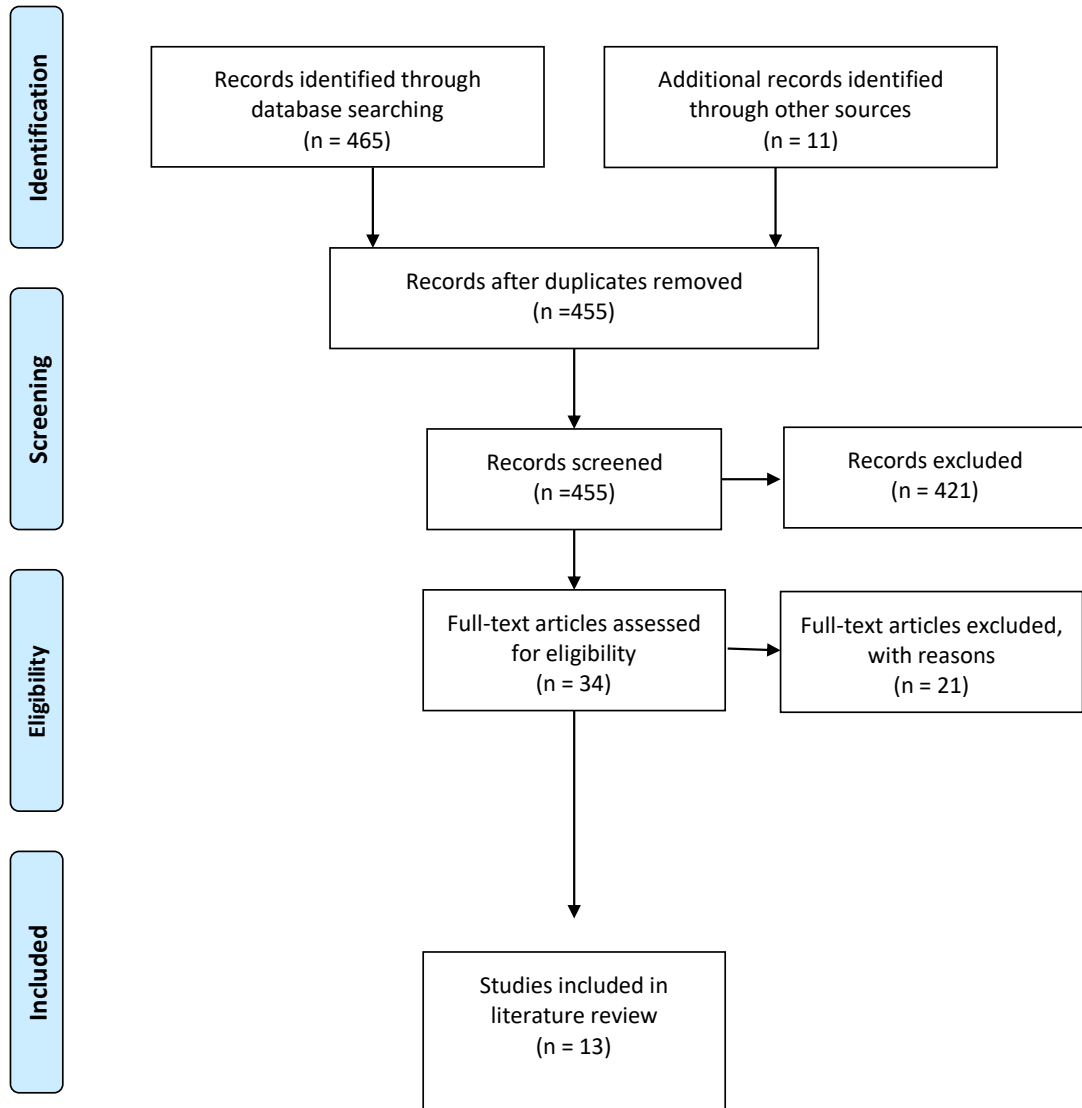 Identification
Records identified through
database searching
(n = 465)
Additional records identified
through other sources
(n = 11)
Screening
Records after duplicates removed
(n =455)
Records screened
(n =455)
Records excluded
(n = 421)
Eligibility
Full-text articles assessed
for eligibility
(n = 34)
Full-text articles excluded,
with reasons
(n = 21)
Included
Studies included in
literature review
(n = 13)